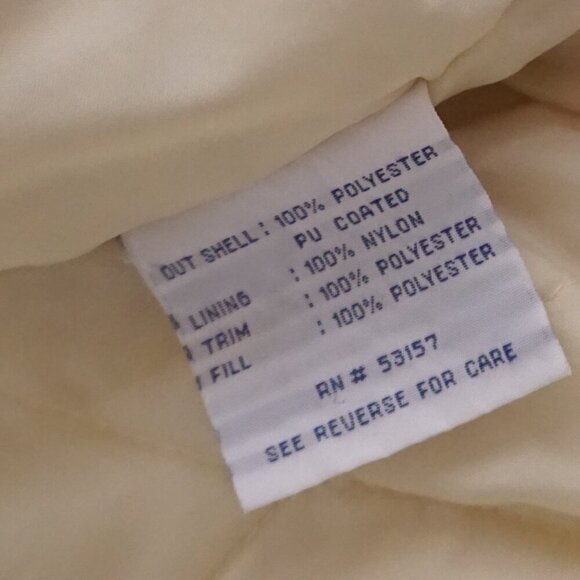 OUT SHELL : 100% POLYESTER
PU COATED
LINING : 100% NYLON
TRIM : 100% POLYESTER
FILL : 100% POLYESTER
RN # 53157
SEE REVERSE FOR CARE